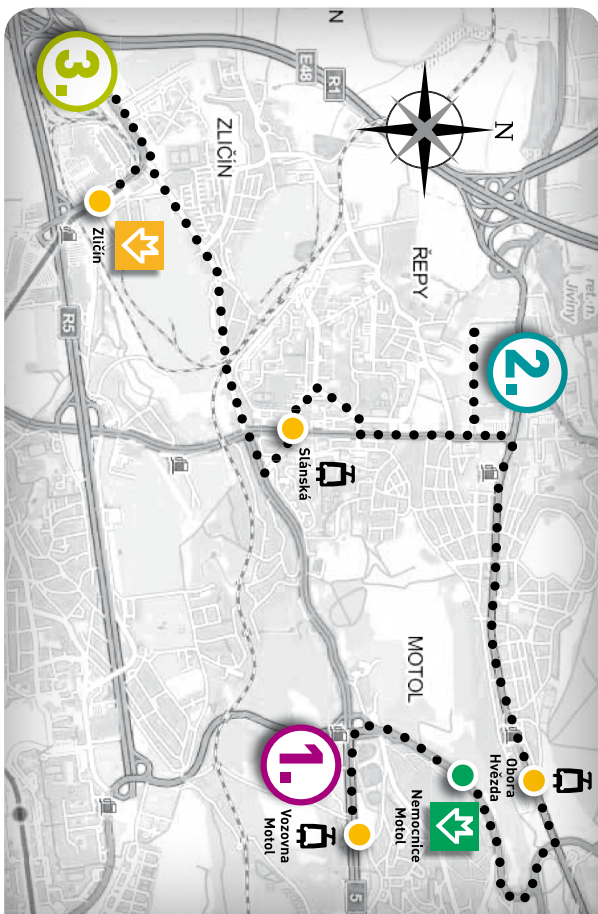 ret. n.
Jiviny
N
2.
Obora
Hvězda
ŘEPY
MOTOL
Nemocnice
Motol
N
R1
E48
5
Slánská
1.
Vozovna
Motol
ZLIČÍN
Zličín
3.
R5